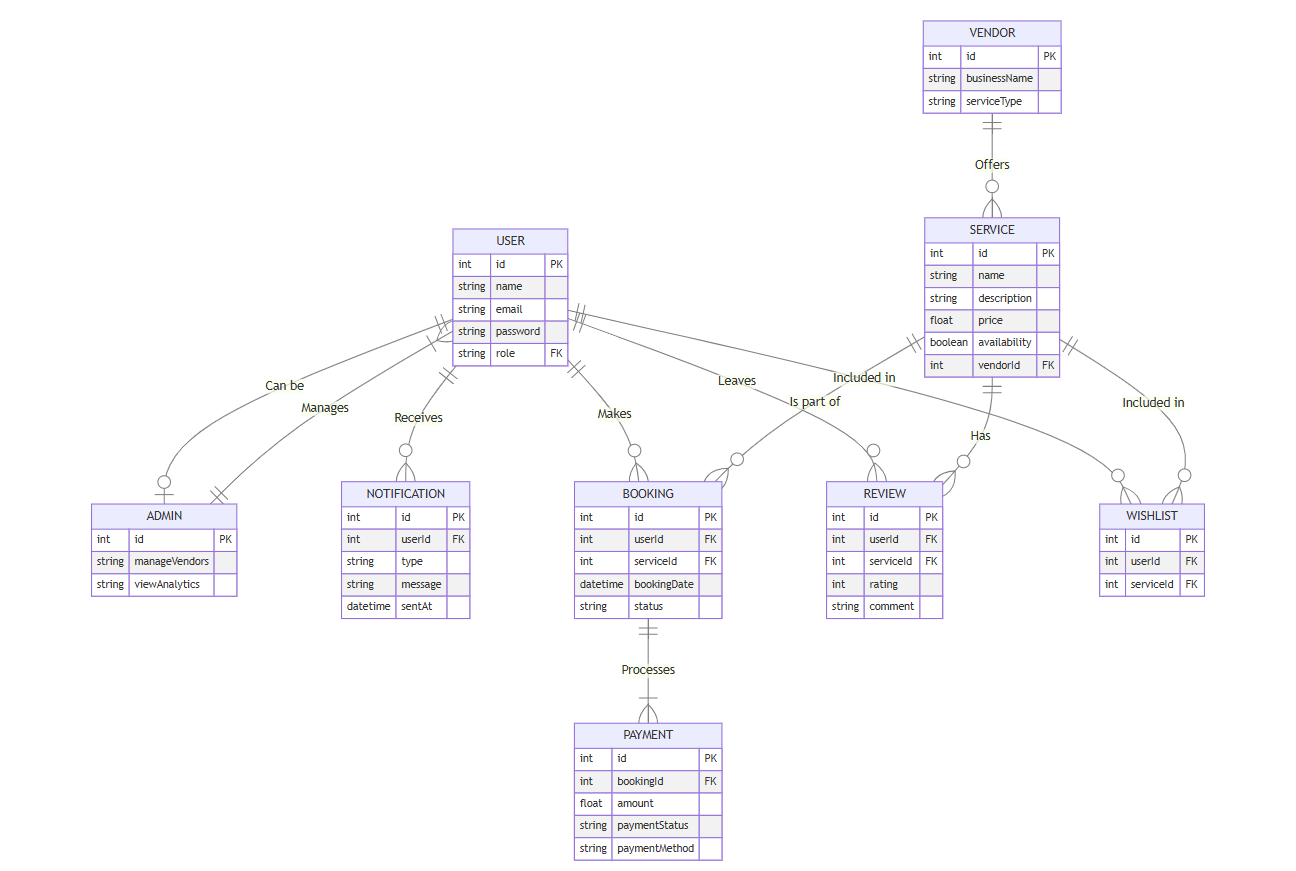 VENDOR
int id PK
string businessName
string serviceType
Offers
SERVICE
int id PK
string name
string description
float price
boolean availability
int vendorId FK
USER
int id PK
string name
string email
string password
string role FK
Can be
Manages
Receives
Makes
Leaves
Included in
Is part of
Has
Included in
ADMIN
int id PK
string manageVendors
string viewAnalytics
NOTIFICATION
int id PK
int userId FK
string type
string message
datetime sentAt
BOOKING
int id PK
int userId FK
int serviceId FK
datetime bookingDate
string status
REVIEW
int id PK
int userId FK
int serviceId FK
int rating
string comment
WISHLIST
int id PK
int userId FK
int serviceId FK
Processes
PAYMENT
int id PK
int bookingId FK
float amount
string paymentStatus
string paymentMethod